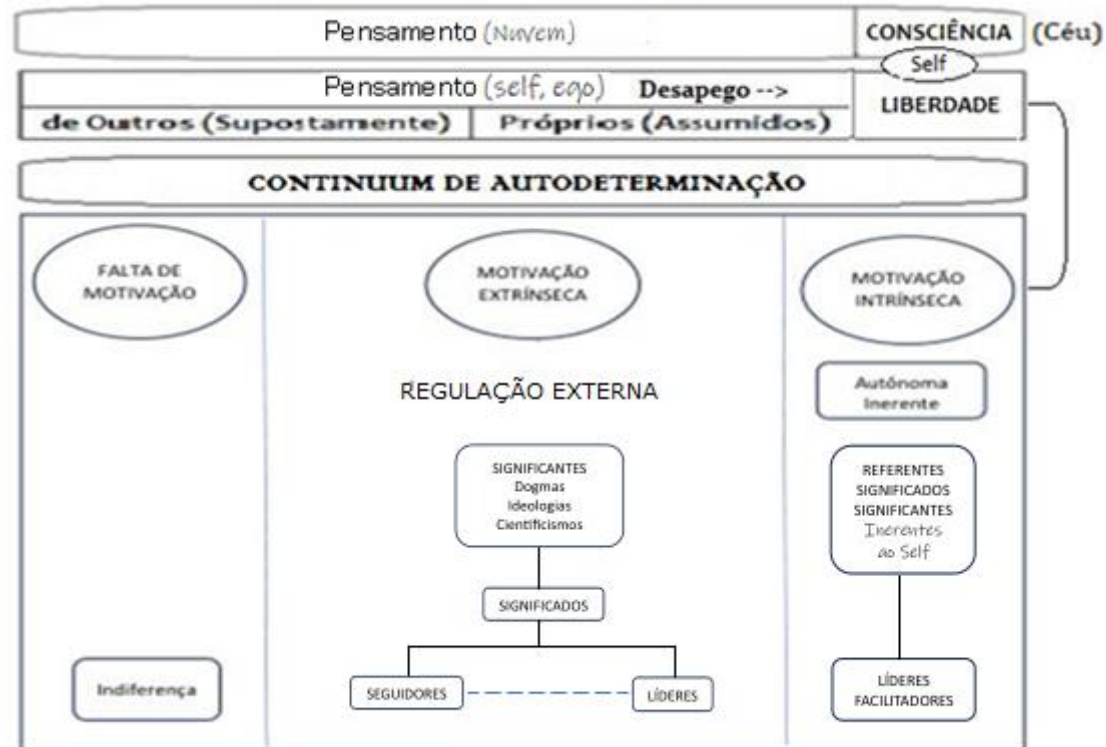 Pensamento (Nuvem)
CONSCIÊNCIA (Céu)
Self
Pensamento (self, ego) Desapego -->
LIBERDADE
de Outros (Supostamente) Próprios (Assumidos)
CONTINUUM DE AUTODETERMINAÇÃO
FALTA DE
MOTIVAÇÃO
MOTIVAÇÃO
EXTRÍNSECA
MOTIVAÇÃO
INTRÍNSECA
REGULAÇÃO EXTERNA
Autônoma
Inerente
SIGNIFICANTES
Dogmas
Ideologias
Cientificismos
REFERENTES
SIGNIFICADOS
SIGNIFICANTES
Inerentes
ao Self
SIGNIFICADOS
Indiferença
SEGUIDORES
LÍDERES
LÍDERES
FACILITADORES